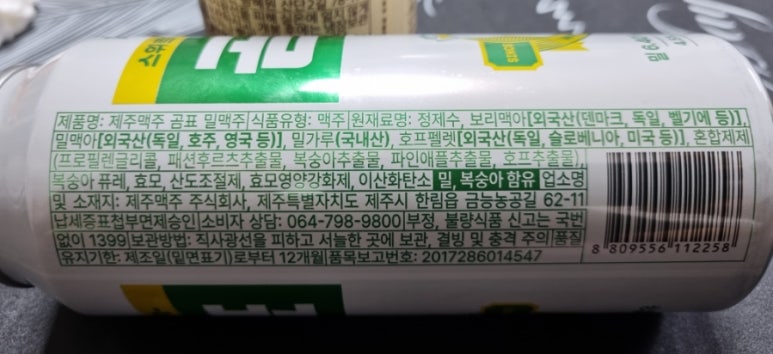 스위트
곰
SINCE
밀 6.4
제품명: 제주맥주 곰표 밀맥주|식품유형: 맥주|원재료명: 정제수, 보리맥아[외국산(덴마크, 독일, 벨기에 등)],
밀맥아[외국산(독일, 호주, 영국 등)], 밀가루(국내산), 호프펠렛[외국산(독일, 슬로베니아, 미국 등)], 혼합제제
(프로필렌글리콜, 패션후르츠추출물, 복숭아추출물, 파인애플추출물, 호프추출물),
복숭아 퓨레, 효모, 산도조절제, 효모영양강화제, 이산화탄소 밀, 복숭아 함유 업소명
및 소재지: 제주맥주 주식회사, 제주특별자치도 제주시 한림읍 금능농공길 62-11
납세증표첩부면제승인|소비자 상담: 064-798-9800|부정, 불량식품 신고는 국번
없이 1399|보관방법: 직사광선을 피하고 서늘한 곳에 보관, 결빙 및 충격 주의|품질
유지기한: 제조일(밑면표기)로부터 12개월|품목보고번호: 2017286014547
8 809556 112258